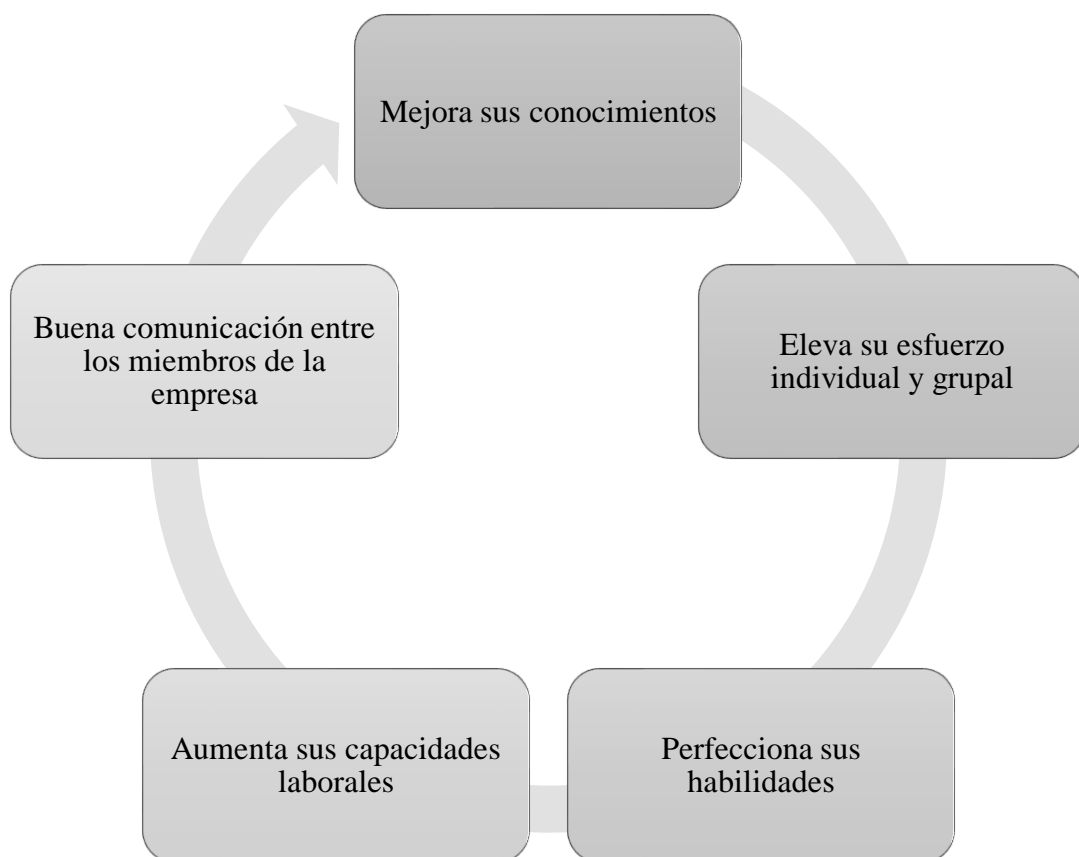 Mejora sus conocimientos
Eleva su esfuerzo
individual y grupal
Perfecciona sus
habilidades
Aumenta sus capacidades
laborales
Buena comunicación entre
los miembros de la
empresa